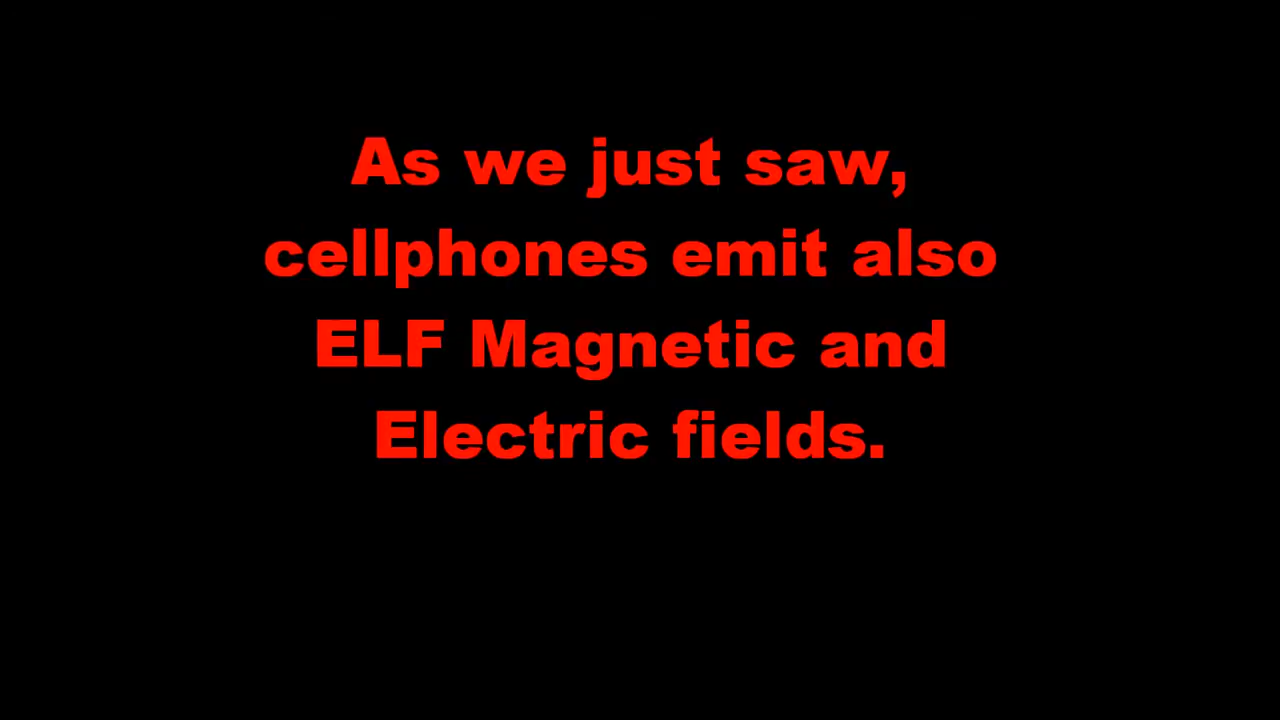 As we just saw,
cellphones emit also
ELF Magnetic and
Electric fields.